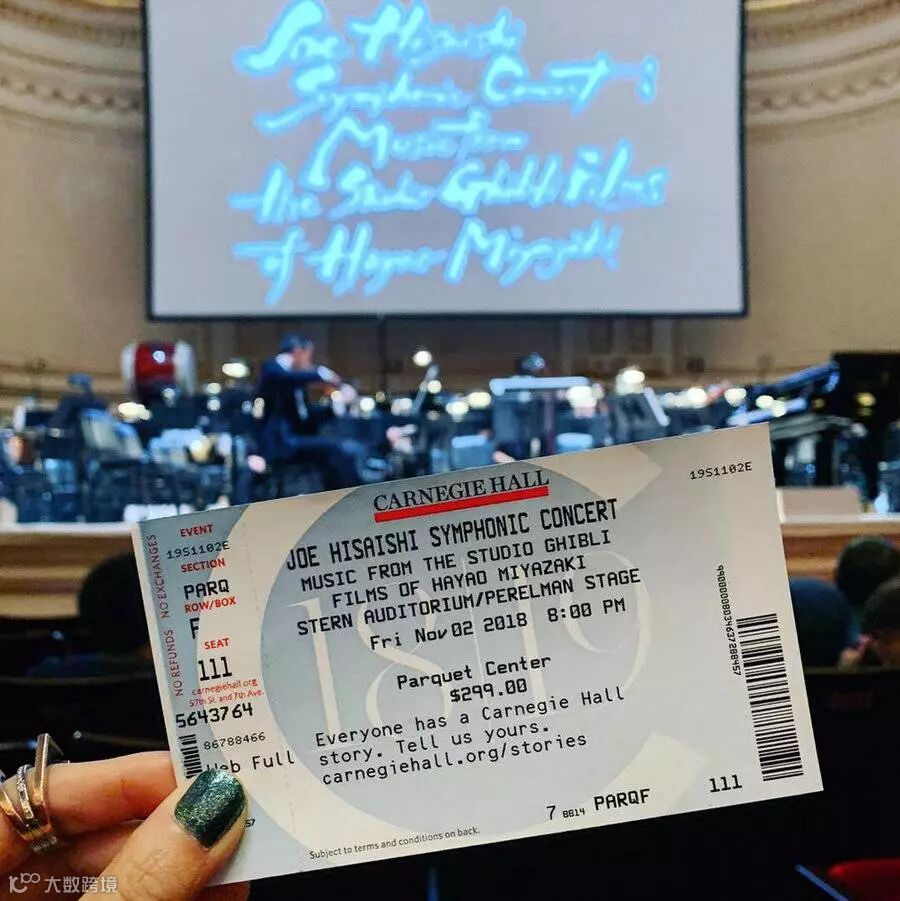 Joe Hisaishi
Symphonic Concert:
Music from
the Studio Ghibli Films
of Hayao Miyazaki
CARNEGIE HALL
19S1102E
JOE HISAISHI SYMPHONIC CONCERT
MUSIC FROM THE STUDIO GHIBLI
FILMS OF HAYAO MIYAZAKI
STERN AUDITORIUM/PERELMAN STAGE
Fri Nov 02 2018 8:00 PM
Parquet Center
$299.00
Everyone has a Carnegie Hall
story. Tell us yours.
carnegiehall.org/stories
7 BB14 PARQF 111
Subject to terms and conditions on back.
18|19
NO REFUNDS NO EXCHANGES
EVENT
19S1102E
SECTION
PARQ
ROW/BOX
F
SEAT
111
carnegiehall.org
57th St. and 7th Ave.
5643764
86788466
Web Full
57
大数跨境